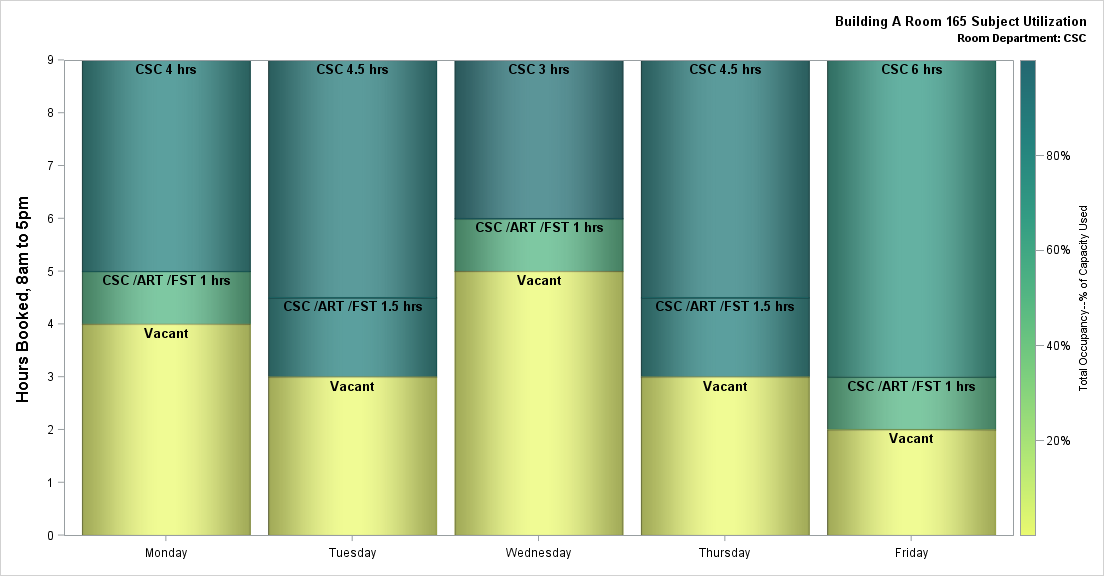 Building A Room 165 Subject Utilization
Room Department: CSC
Hours Booked, 8am to 5pm
9
8
7
6
5
4
3
2
1
0
CSC 4 hrs
CSC /ART /FST 1 hrs
Vacant
CSC 4.5 hrs
CSC /ART /FST 1.5 hrs
Vacant
CSC 3 hrs
CSC /ART /FST 1 hrs
Vacant
CSC 4.5 hrs
CSC /ART /FST 1.5 hrs
Vacant
CSC 6 hrs
CSC /ART /FST 1 hrs
Vacant
Monday
Tuesday
Wednesday
Thursday
Friday
80%
60%
40%
20%
Total Occupancy--% of Capacity Used